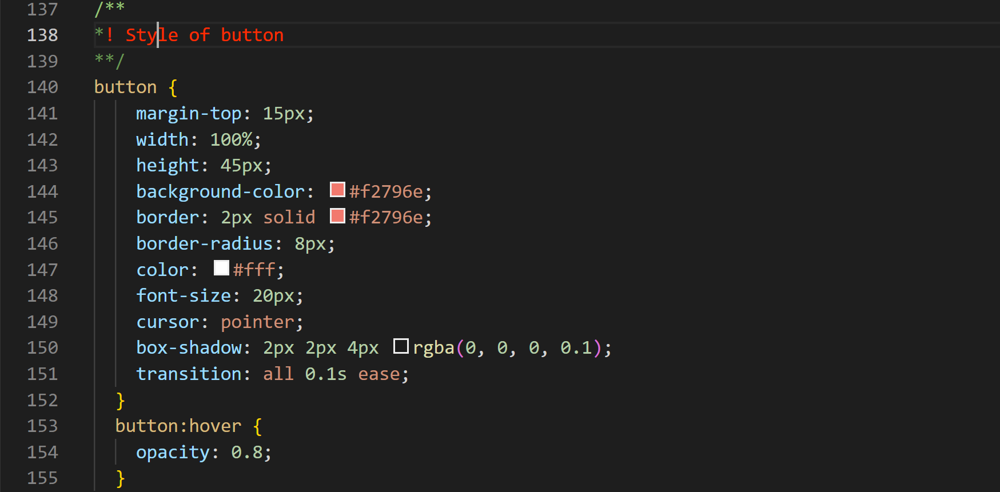 137 /**
138 *! Style of button
139 **/
140 button {
141 margin-top: 15px;
142 width: 100%;
143 height: 45px;
144 background-color: #f2796e;
145 border: 2px solid #f2796e;
146 border-radius: 8px;
147 color: #fff;
148 font-size: 20px;
149 cursor: pointer;
150 box-shadow: 2px 2px 4px rgba(0, 0, 0, 0.1);
151 transition: all 0.1s ease;
152 }
153 button:hover {
154 opacity: 0.8;
155 }